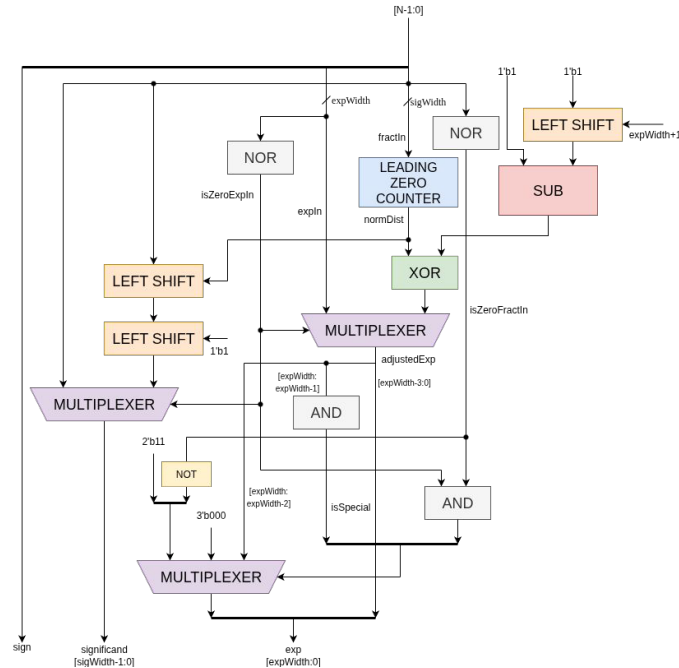 [N-1:0]
1'b1
1'b1
expWidth
sigWidth
NOR
LEFT SHIFT
expWidth+1
fractIn
NOR
LEADING
ZERO
COUNTER
SUB
isZeroExpIn
expIn
normDist
LEFT SHIFT
XOR
isZeroFractIn
LEFT SHIFT
MULTIPLEXER
1'b1
adjustedExp
[expWidth:
expWidth-1]
[expWidth-3:0]
MULTIPLEXER
AND
2'b11
NOT
[expWidth:
expWidth-2]
isSpecial
AND
3'b000
MULTIPLEXER
sign
significand
[sigWidth-1:0]
exp
[expWidth:0]